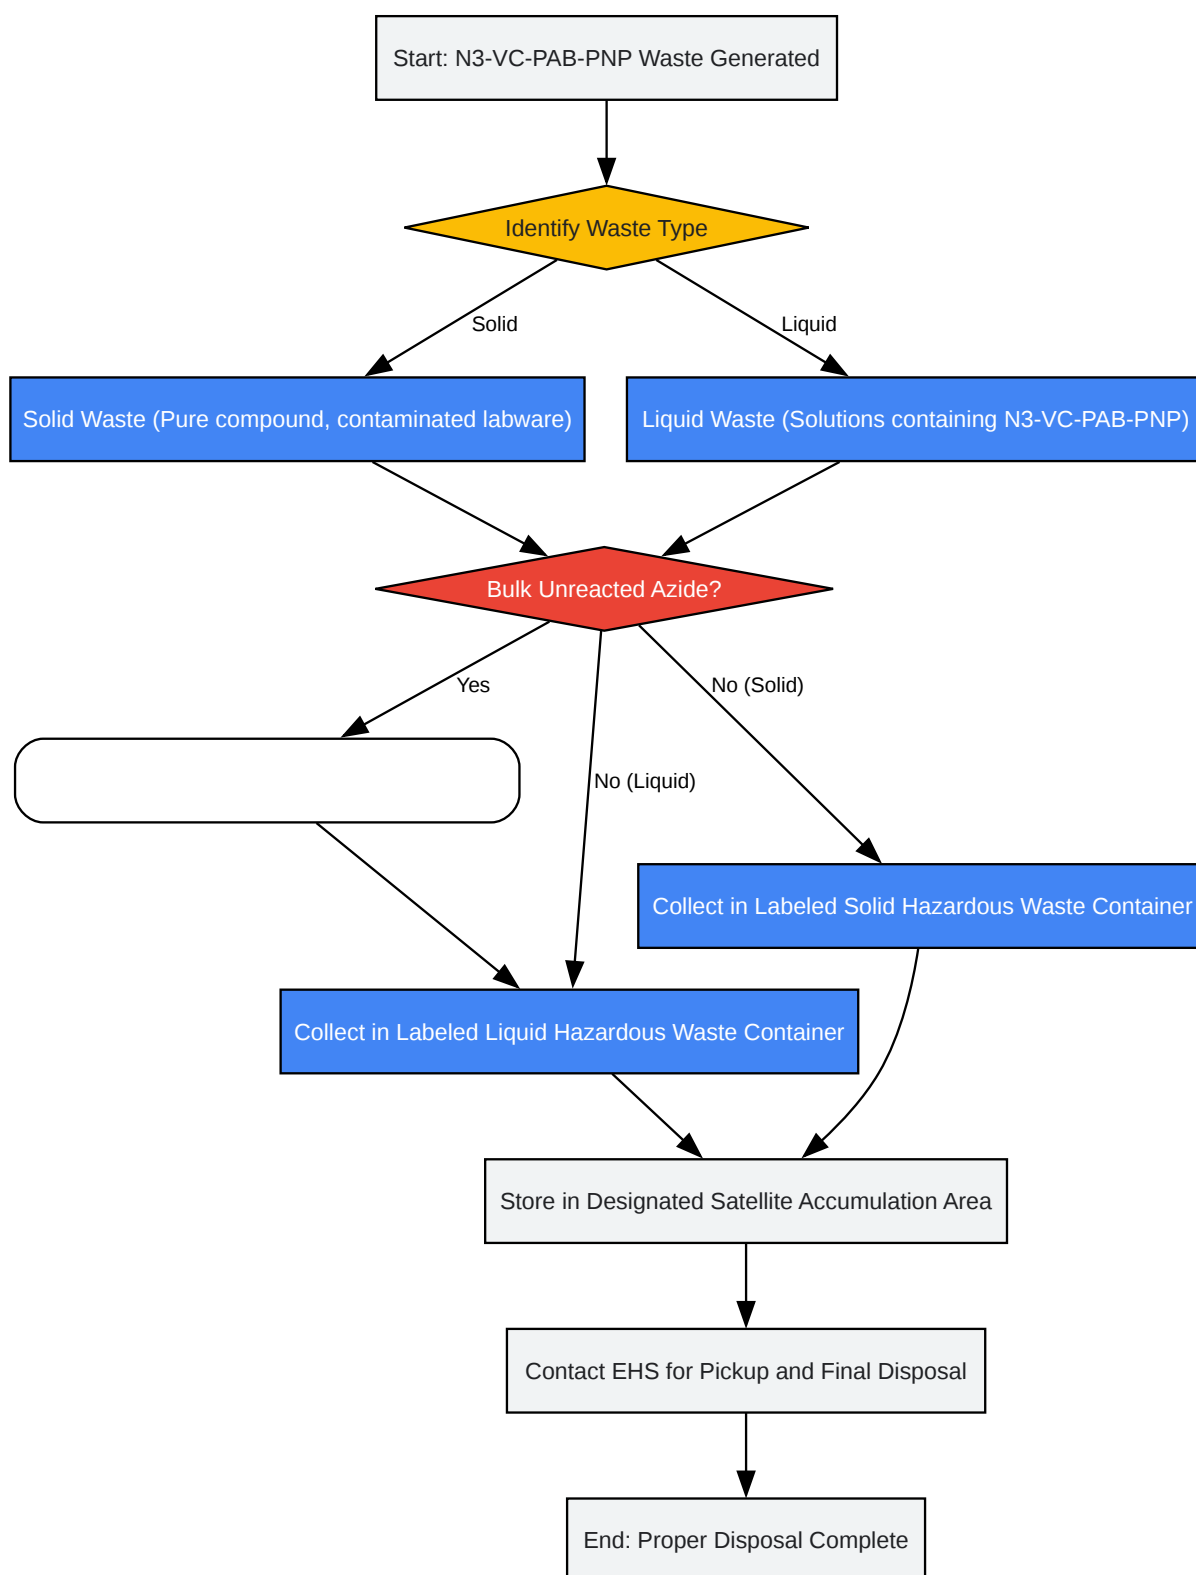 Start: N3-VC-PAB-PNP Waste Generated
Identify Waste Type
Solid
Liquid
Solid Waste (Pure compound, contaminated labware)
Liquid Waste (Solutions containing N3-VC-PAB-PNP)
Bulk Unreacted Azide?
Yes
No (Solid)
No (Liquid)
Collect in Labeled Solid Hazardous Waste Container
Collect in Labeled Liquid Hazardous Waste Container
Store in Designated Satellite Accumulation Area
Contact EHS for Pickup and Final Disposal
End: Proper Disposal Complete